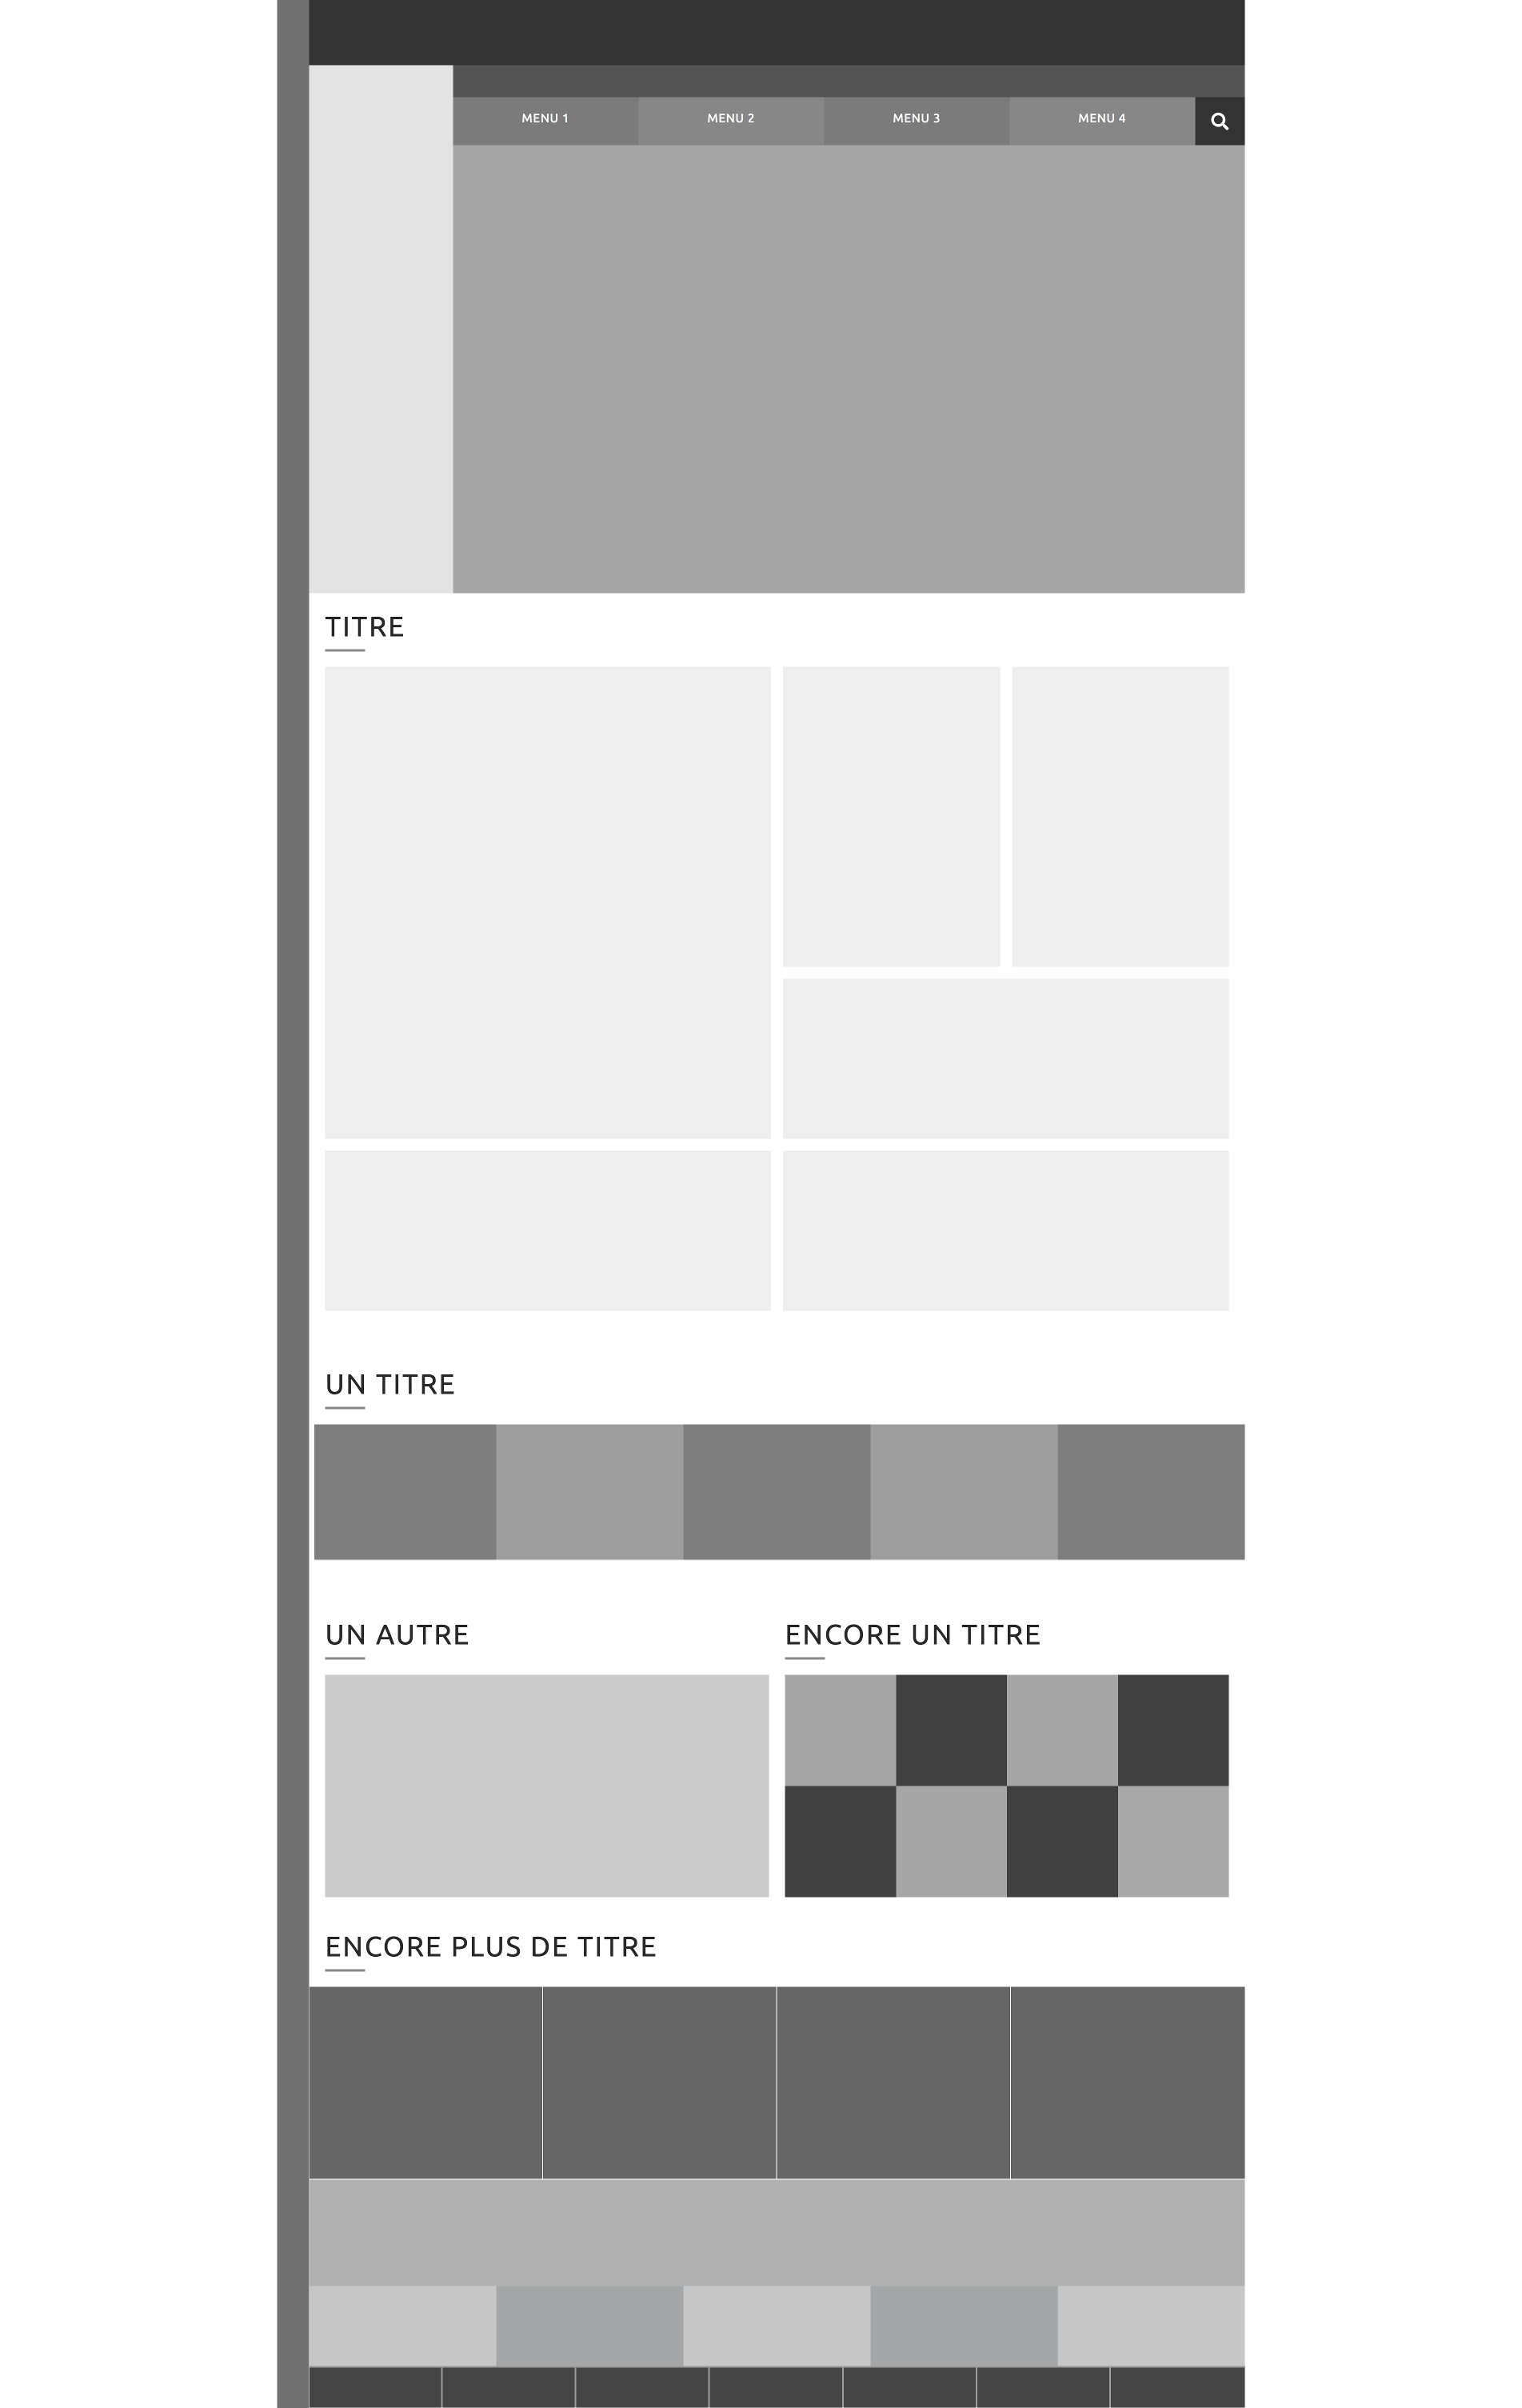 MENU 1
MENU 2
MENU 3
MENU 4
TITRE
UN TITRE
UN AUTRE
ENCORE UN TITRE
ENCORE PLUS DE TITRE